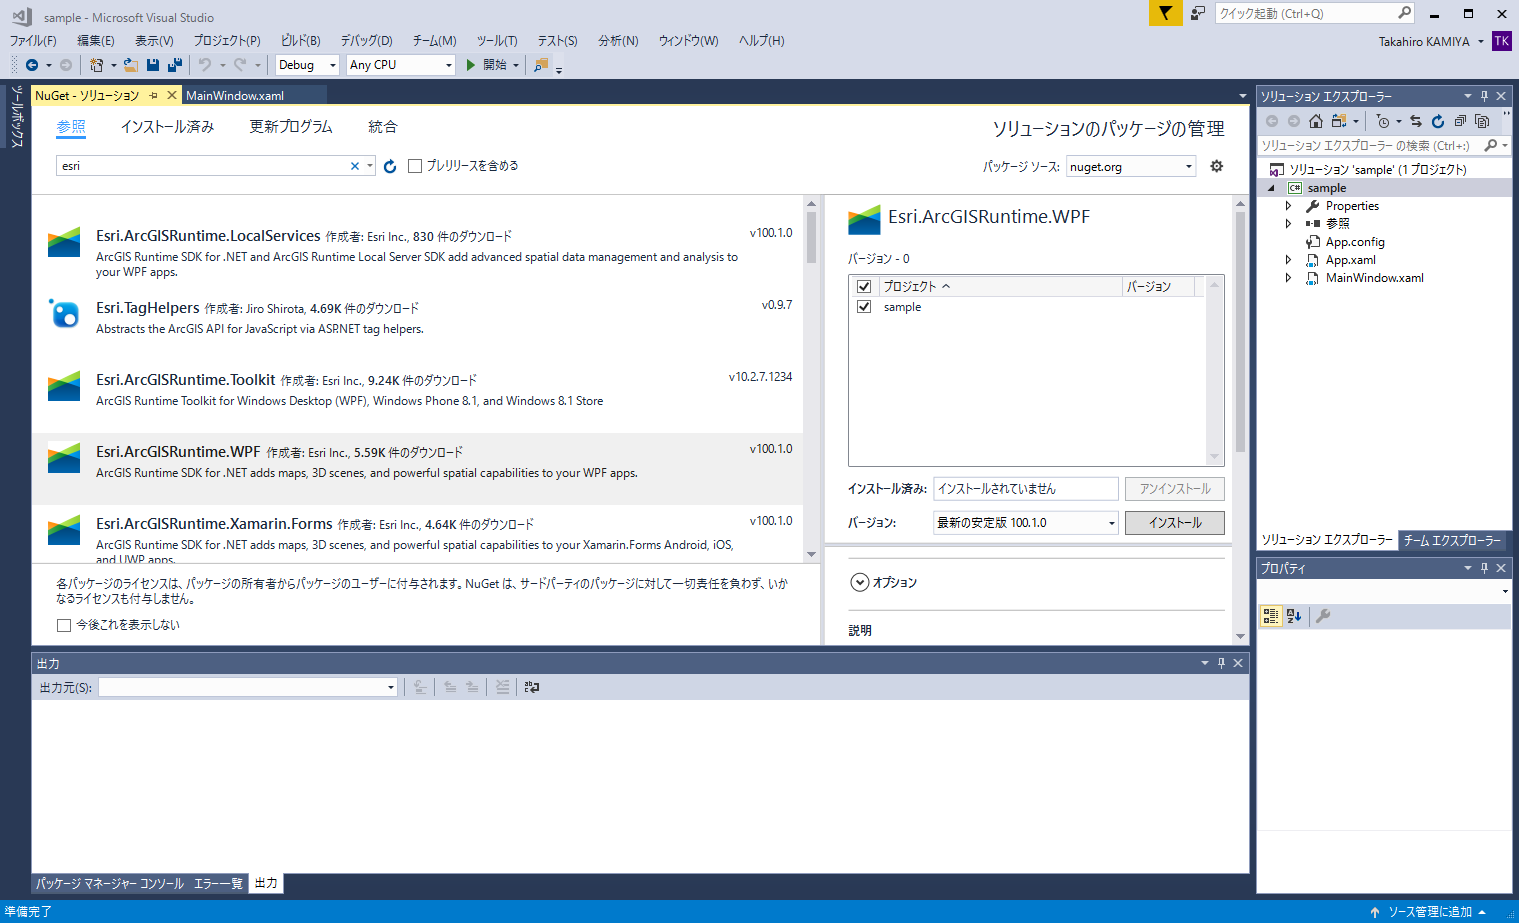 sample - Microsoft Visual Studio
クイック起動 (Ctrl+Q)
ファイル(F) 編集(E) 表示(V) プロジェクト(P) ビルド(B) デバッグ(D) チーム(M) ツール(T) テスト(S) 分析(N) ウィンドウ(W) ヘルプ(H)
Takahiro KAMIYA TK
Debug Any CPU 開始
ツールボックス
NuGet - ソリューション MainWindow.xaml
参照 インストール済み 更新プログラム 統合
ソリューションのパッケージの管理
esri
プレリリースを含める
パッケージ ソース: nuget.org
Esri.ArcGISRuntime.LocalServices 作成者: Esri Inc., 830 件のダウンロード v100.1.0
ArcGIS Runtime SDK for .NET and ArcGIS Runtime Local Server SDK add advanced spatial data management and analysis to
your WPF apps.
Esri.TagHelpers 作成者: Jiro Shirota, 4.69K 件のダウンロード v0.9.7
Abstracts the ArcGIS API for JavaScript via ASP.NET tag helpers.
Esri.ArcGISRuntime.Toolkit 作成者: Esri Inc., 9.24K 件のダウンロード v10.2.7.1234
ArcGIS Runtime Toolkit for Windows Desktop (WPF), Windows Phone 8.1, and Windows 8.1 Store
Esri.ArcGISRuntime.WPF 作成者: Esri Inc., 5.59K 件のダウンロード v100.1.0
ArcGIS Runtime SDK for .NET adds maps, 3D scenes, and powerful spatial capabilities to your WPF apps.
Esri.ArcGISRuntime.Xamarin.Forms 作成者: Esri Inc., 4.64K 件のダウンロード v100.1.0
ArcGIS Runtime SDK for .NET adds maps, 3D scenes, and powerful spatial capabilities to your Xamarin.Forms Android, iOS,
and UWP apps.
各パッケージのライセンスは、パッケージの所有者からパッケージのユーザーに付与されます。NuGet は、サードパーティのパッケージに対して一切責任を負わず、いか
なるライセンスも付与しません。
今後これを表示しない
Esri.ArcGISRuntime.WPF
バージョン - 0
プロジェクト バージョン
sample
インストール済み: インストールされていません アンインストール
バージョン: 最新の安定版 100.1.0 インストール
オプション
説明
ソリューション エクスプローラー
ソリューション エクスプローラー の検索 (Ctrl+:)
ソリューション 'sample' (1 プロジェクト)
C# sample
Properties
参照
App.config
App.xaml
MainWindow.xaml
ソリューション エクスプローラー チーム エクスプローラー
プロパティ
出力
出力元(S):
パッケージ マネージャー コンソール エラー一覧 出力
準備完了
ソース管理に追加